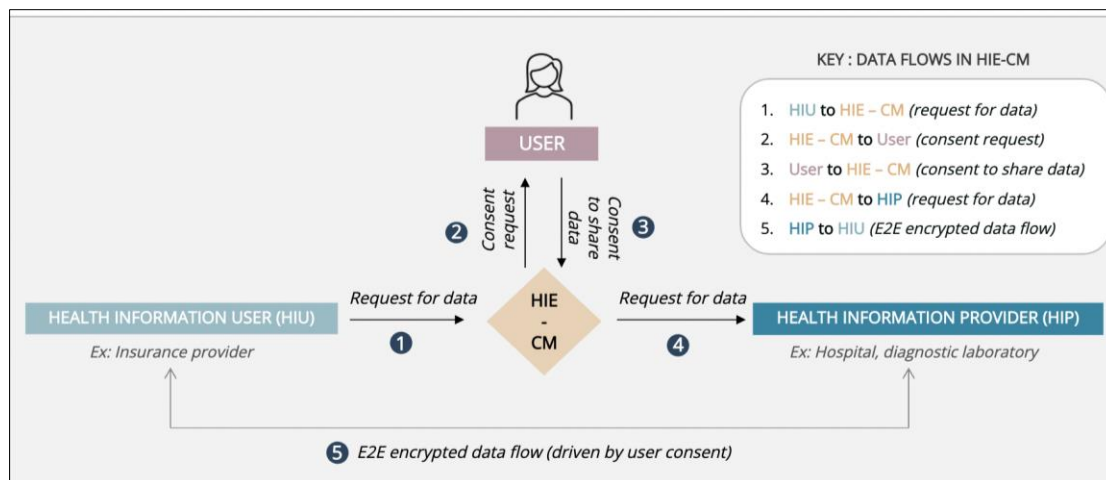 KEY : DATA FLOWS IN HIE-CM
1. HIU to HIE – CM (request for data)
2. HIE – CM to User (consent request)
3. User to HIE – CM (consent to share data)
4. HIE – CM to HIP (request for data)
5. HIP to HIU (E2E encrypted data flow)
USER
2
Consent
request
Consent
to share
data
3
HEALTH INFORMATION USER (HIU)
Ex: Insurance provider
Request for data
1
HIE
-
CM
Request for data
4
HEALTH INFORMATION PROVIDER (HIP)
Ex: Hospital, diagnostic laboratory
5 E2E encrypted data flow (driven by user consent)